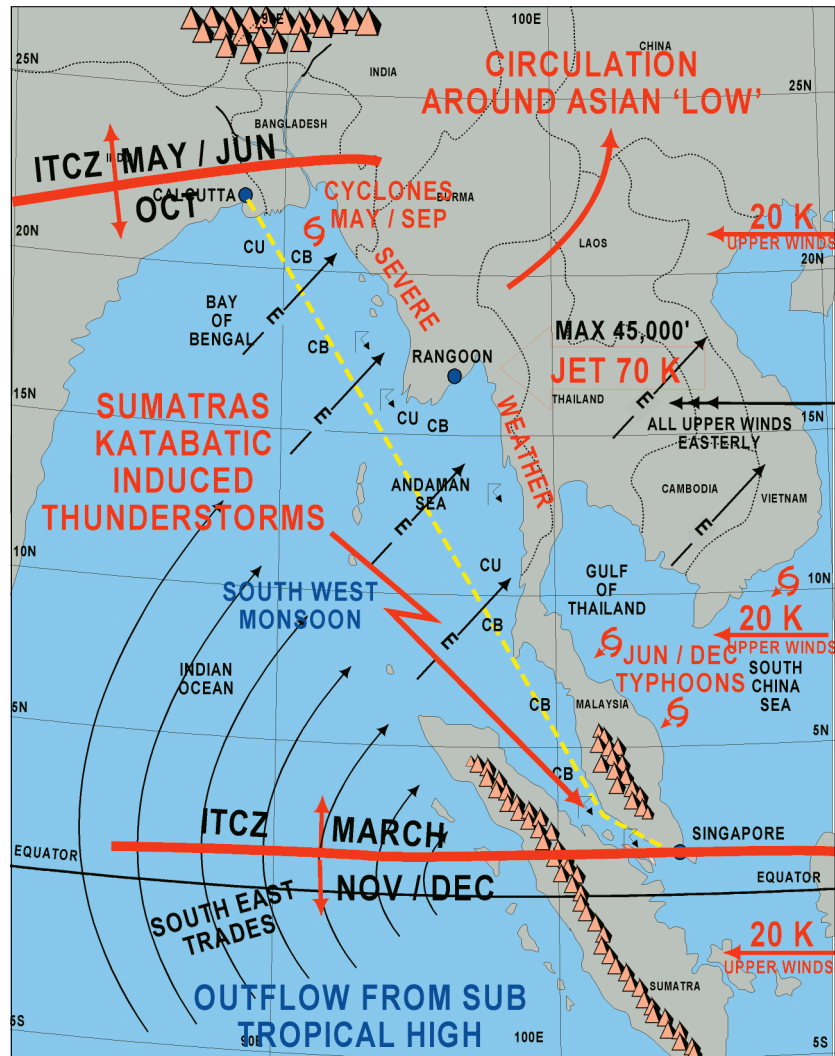 90E
100E
25N
INDIA
CHINA
CIRCULATION
AROUND ASIAN 'LOW'
25N
BANGLADESH
ITCZ
MAY / JUN
CALCUTTA
OCT
CYCLONES
MAY / SEP
BURMA
20 K
UPPER WINDS
20N
CU
CB
LAOS
20N
SEVERE
BAY
OF
BENGAL
E
MAX 45,000'
CB
RANGOON
JET 70 K
15N
E
THAILAND
E
15N
CU
CB
ALL UPPER WINDS
EASTERLY
SUMATRAS
KATABATIC
INDUCED
THUNDERSTORMS
WEATHER
ANDAMAN
SEA
E
CAMBODIA
VIETNAM
E
10N
CU
GULF
OF
THAILAND
10N
SOUTH WEST
MONSOON
CB
E
20 K
UPPER WINDS
JUN / DEC
TYPHOONS
SOUTH
CHINA
SEA
INDIAN
OCEAN
CB
MALAYSIA
5N
5N
CB
ITCZ
MARCH
SINGAPORE
EQUATOR
EQUATOR
NOV / DEC
SOUTH EAST
TRADES
20 K
UPPER WINDS
OUTFLOW FROM SUB
TROPICAL HIGH
SUMATRA
5S
90E
100E
5S